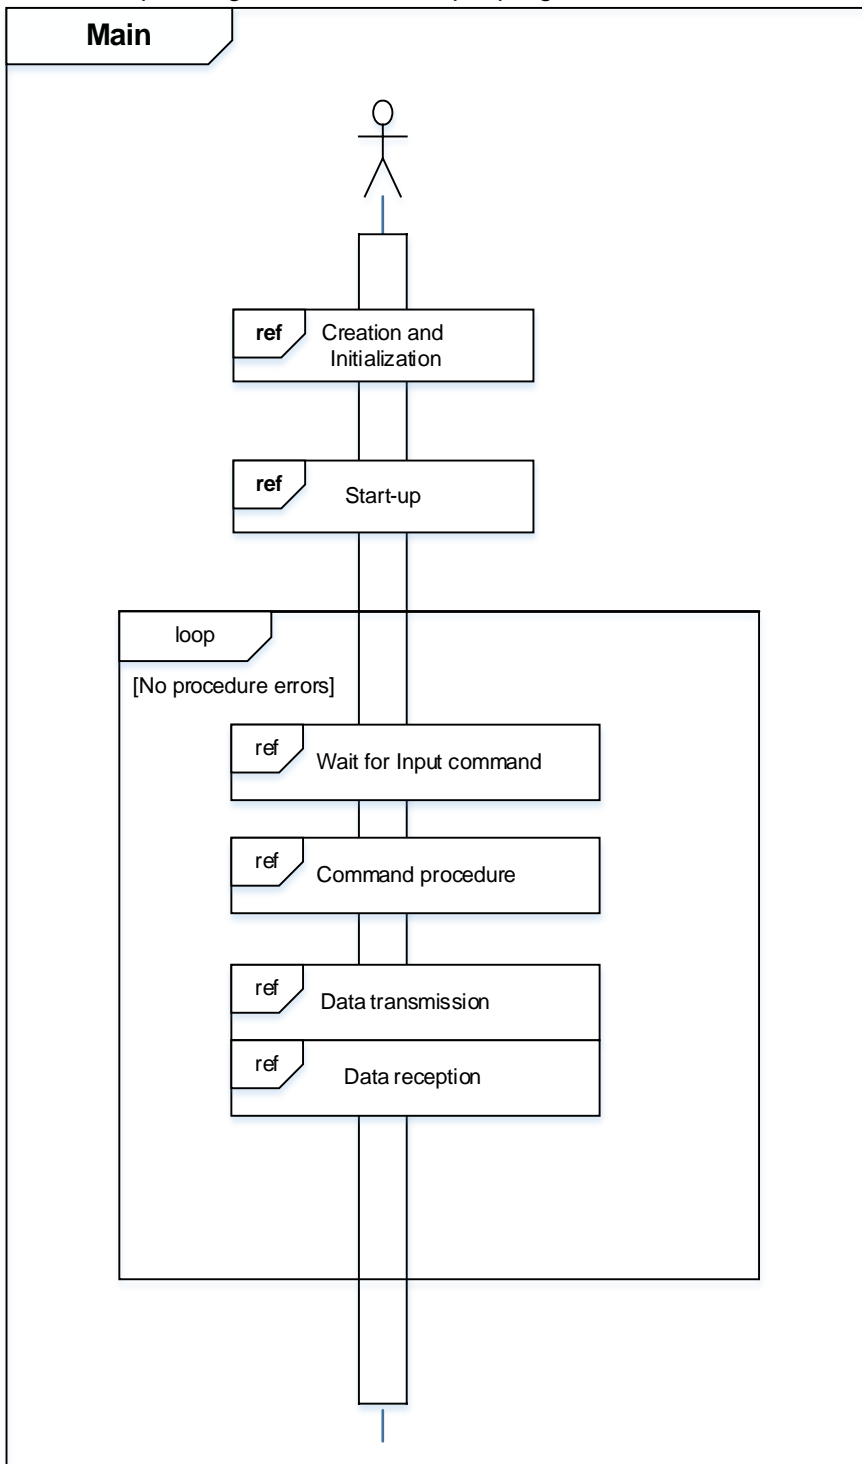 Main
ref
Creation and
Initialization
ref
Start-up
loop
[No procedure errors]
ref
Wait for Input command
ref
Command procedure
ref
Data transmission
ref
Data reception